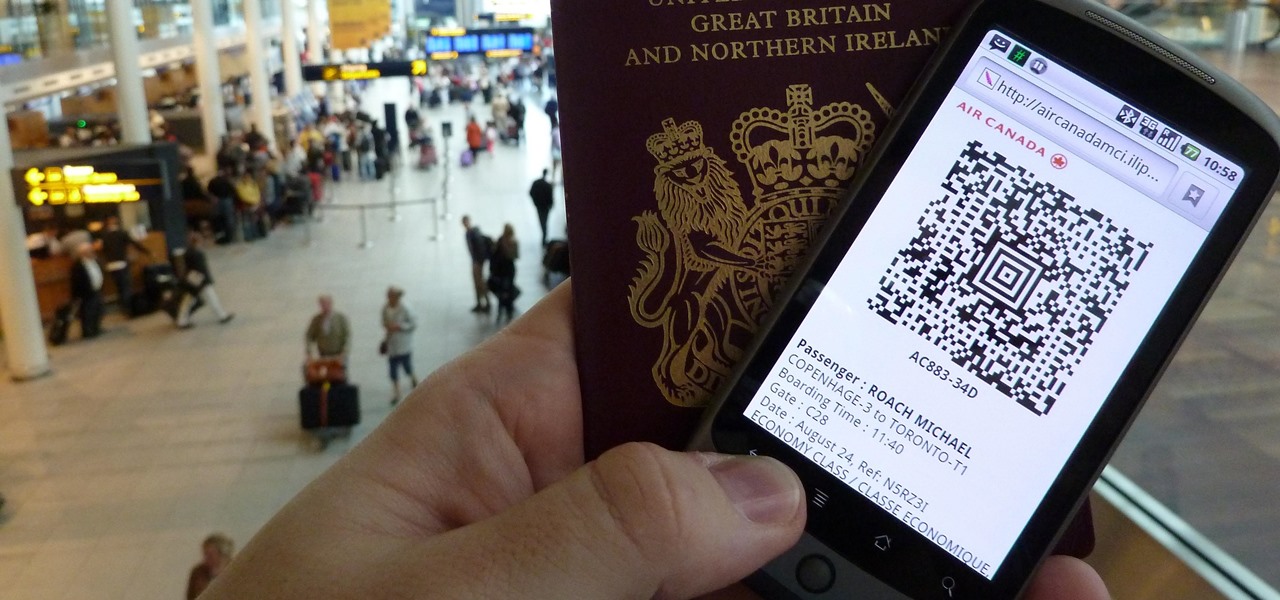 GREAT BRITAIN
AND NORTHERN IRELAND
10:58
http://aircanadamci.ilip...
AIR CANADA
AC883-34D
Passenger : ROACH MICHAEL
COPENHAGE-3 to TORONTO-T1
Boarding Time : 11:40
Gate : C28
Date : August 24, Ref: N5RZ3I
ECONOMY CLASS / CLASSE ECONOMIQUE